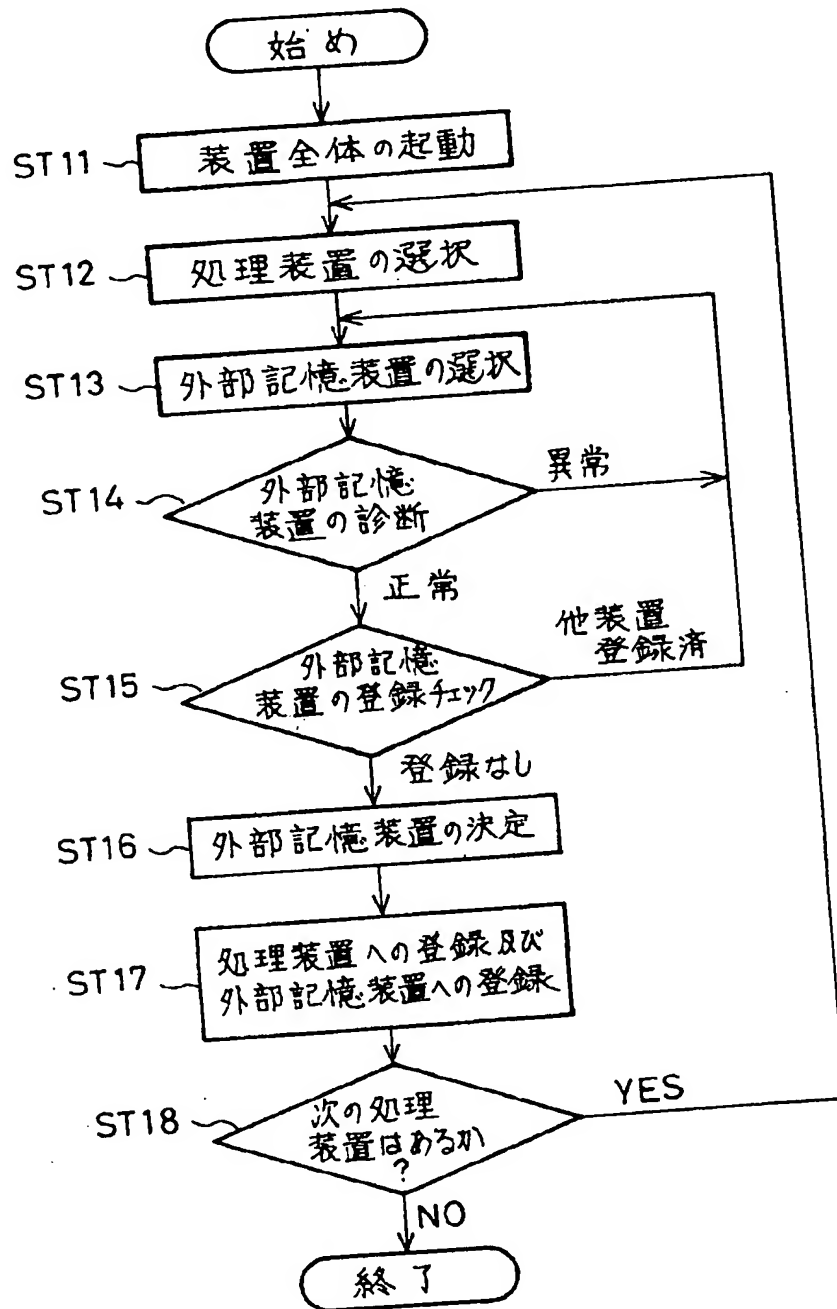 始め
ST11
装置全体の起動
ST12
処理装置の選択
ST13
外部記憶装置の選択
ST14
外部記憶
装置の診断
異常
正常
ST15
外部記憶
装置の登録チェック
他装置
登録済
登録なし
ST16
外部記憶装置の決定
ST17
処理装置への登録及び
外部記憶装置への登録
ST18
次の処理
装置はあるか
?
YES
NO
終了